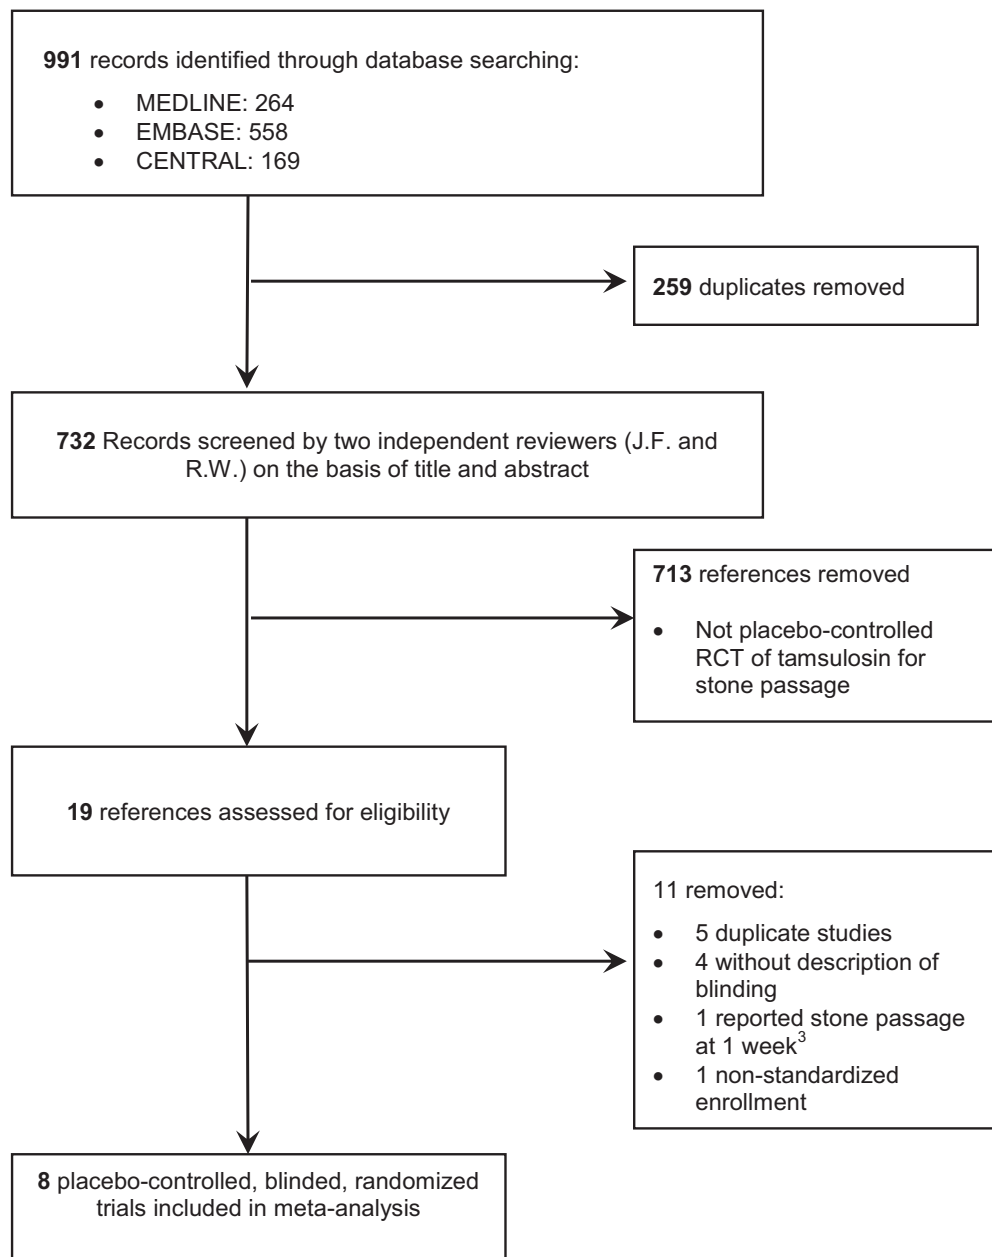 991 records identified through database searching:
• MEDLINE: 264
• EMBASE: 558
• CENTRAL: 169
259 duplicates removed
732 Records screened by two independent reviewers (J.F. and
R.W.) on the basis of title and abstract
713 references removed
• Not placebo-controlled
RCT of tamsulosin for
stone passage
19 references assessed for eligibility
11 removed:
• 5 duplicate studies
• 4 without description of
blinding
• 1 reported stone passage
at 1 week³
• 1 non-standardized
enrollment
8 placebo-controlled, blinded, randomized
trials included in meta-analysis